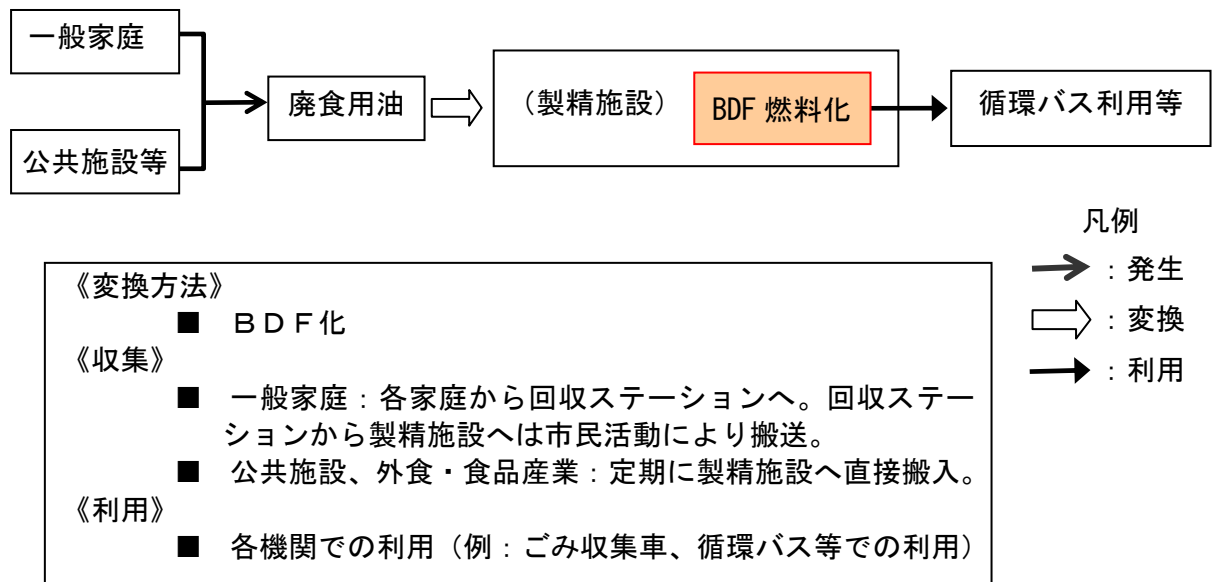 一般家庭
公共施設等
廃食用油
（製精施設）
BDF 燃料化
循環バス利用等
凡例
：発生
：変換
：利用
《変換方法》
■ ＢＤＦ化
《収集》
■ 一般家庭：各家庭から回収ステーションへ。回収ステー
ションから製精施設へは市民活動により搬送。
■ 公共施設、外食・食品産業：定期に製精施設へ直接搬入。
《利用》
■ 各機関での利用（例：ごみ収集車、循環バス等での利用）